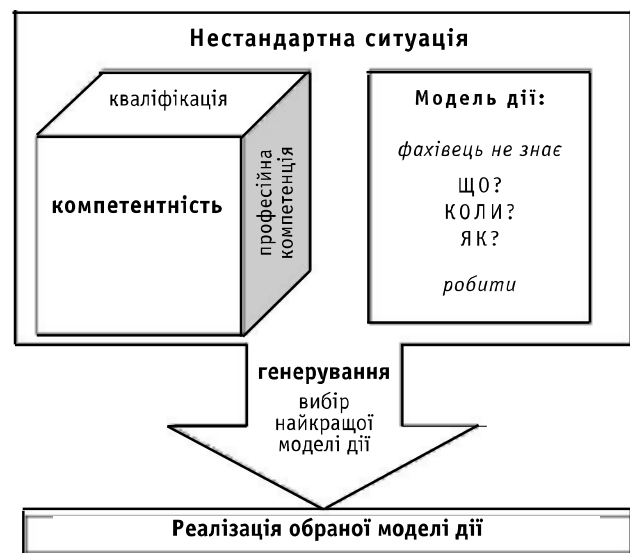 Нестандартна ситуація
кваліфікація
компетентність
професійна
компетенція
Модель дії:
фахівець не знає
ЩО?
КОЛИ?
ЯК?
робити
генерування
вибір
найкращої
моделі дії
Реалізація обраної моделі дії